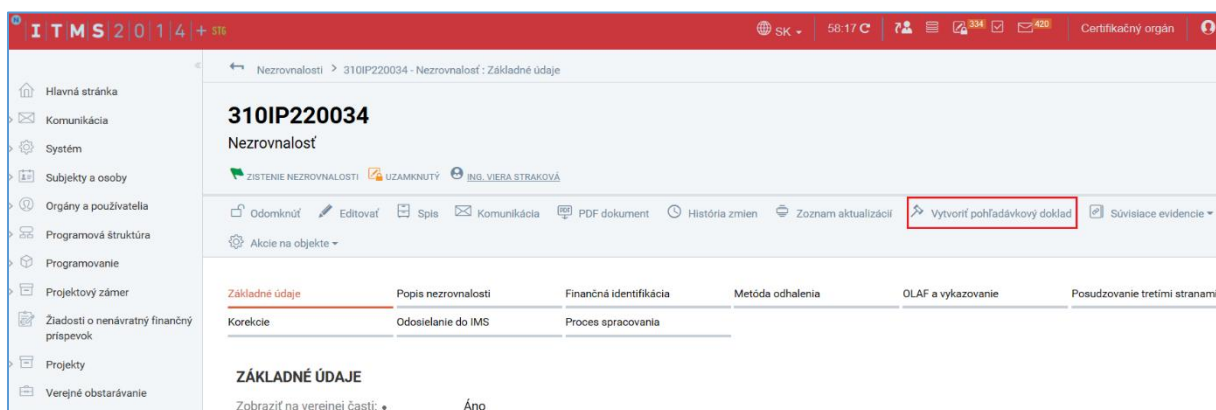 ITMS2014+ STG
SK
58:17
334
420
Certifikačný orgán
Nezrovnalosti > 310IP220034 - Nezrovnalosť : Základné údaje
Hlavná stránka
Komunikácia
Systém
Subjekty a osoby
Orgány a používatelia
Programová štruktúra
Programovanie
Projektový zámer
Žiadosti o nenávratný finančný
príspevok
Projekty
Verejné obstarávanie
310IP220034
Nezrovnalosť
ZISTENIE NEZROVNALOSTI UZAMKNUTÝ ING. VIERA STRAKOVÁ
Odomknúť Editovať Spis Komunikácia PDF dokument História zmien Zoznam aktualizácií Vytvoriť pohľadávkový doklad Súvisiace evidencie
Akcie na objekte
Základné údaje Popis nezrovnalosti Finančná identifikácia Metóda odhalenia OLAF a vykazovanie Posudzovanie tretími stranami
Korekcie Odosielanie do IMS Proces spracovania
ZÁKLADNÉ ÚDAJE
Zobraziť na verejnej časti: Áno